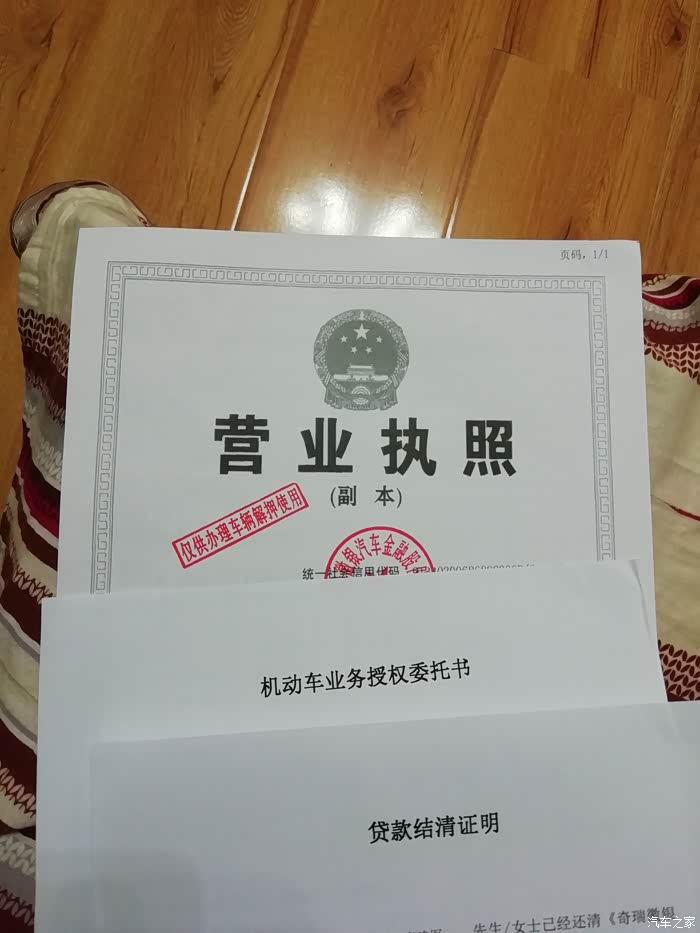 页码, 1/1
营业执照
(副 本)
仅供办理车辆解押使用
银汽车金融股
统一社会信用代码
机动车业务授权委托书
贷款结清证明
先生/女士已经还清《奇瑞徽银
汽车之家